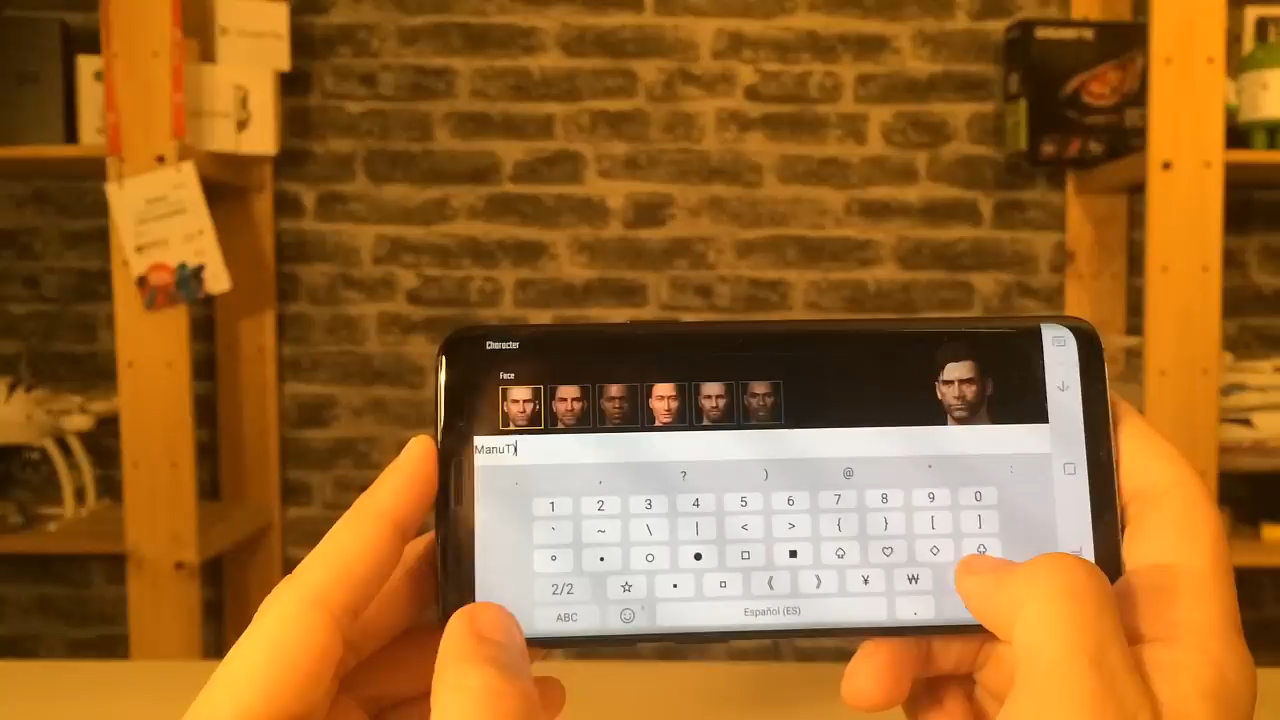 Character
Face
ManuT)
. , ? ) @ " :
1 2 3 4 5 6 7 8 9 0
` ~ \ | < > { } [ ]
° • ○ ● □ ■ ♤ ♡ ◇ ♧
2/2 ☆ ▪ ▫ 《 》 ¥ ₩
ABC Español (ES) .